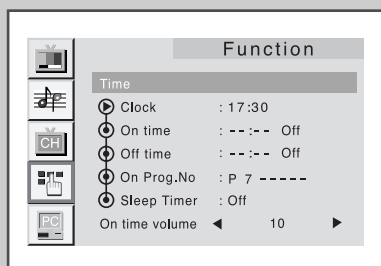 Function
Time
Clock : 17:30
On time : --:-- Off
Off time : --:-- Off
CH
On Prog.No : P 7 -----
Sleep Timer : Off
PC
On time volume ◀ 10 ▶